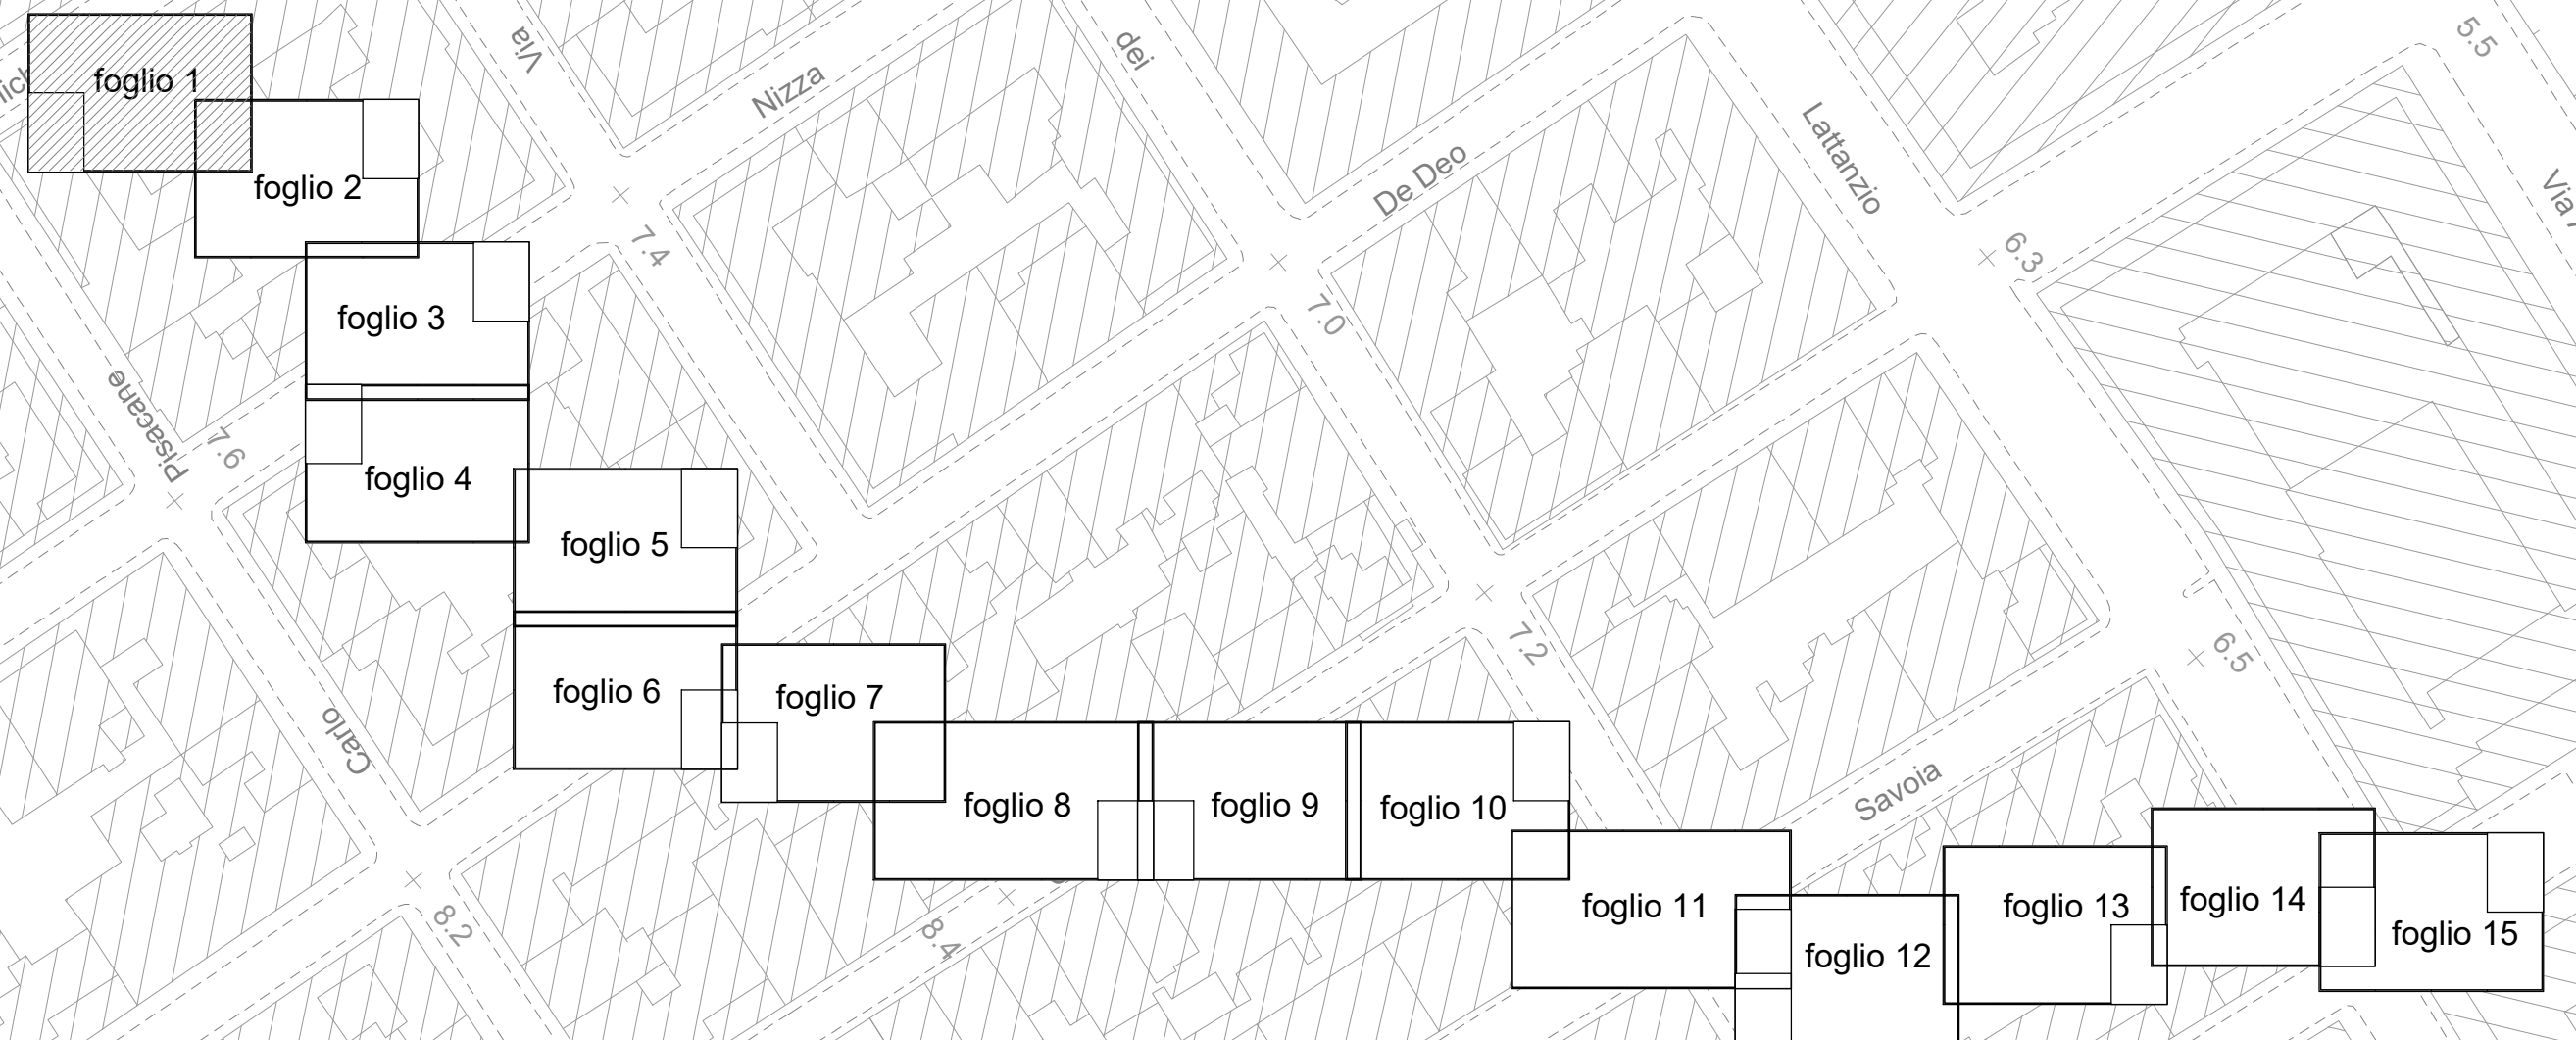 foglio 1
foglio 2
foglio 3
foglio 4
foglio 5
foglio 6
foglio 7
foglio 8
foglio 9
foglio 10
foglio 11
foglio 12
foglio 13
foglio 14
foglio 15
Via
Nizza
dei
De Deo
Lattanzio
5.5
Via
7.4
7.0
6.3
Pisacane
7.6
7.2
6.5
Carlo
Savoia
8.2
8.4